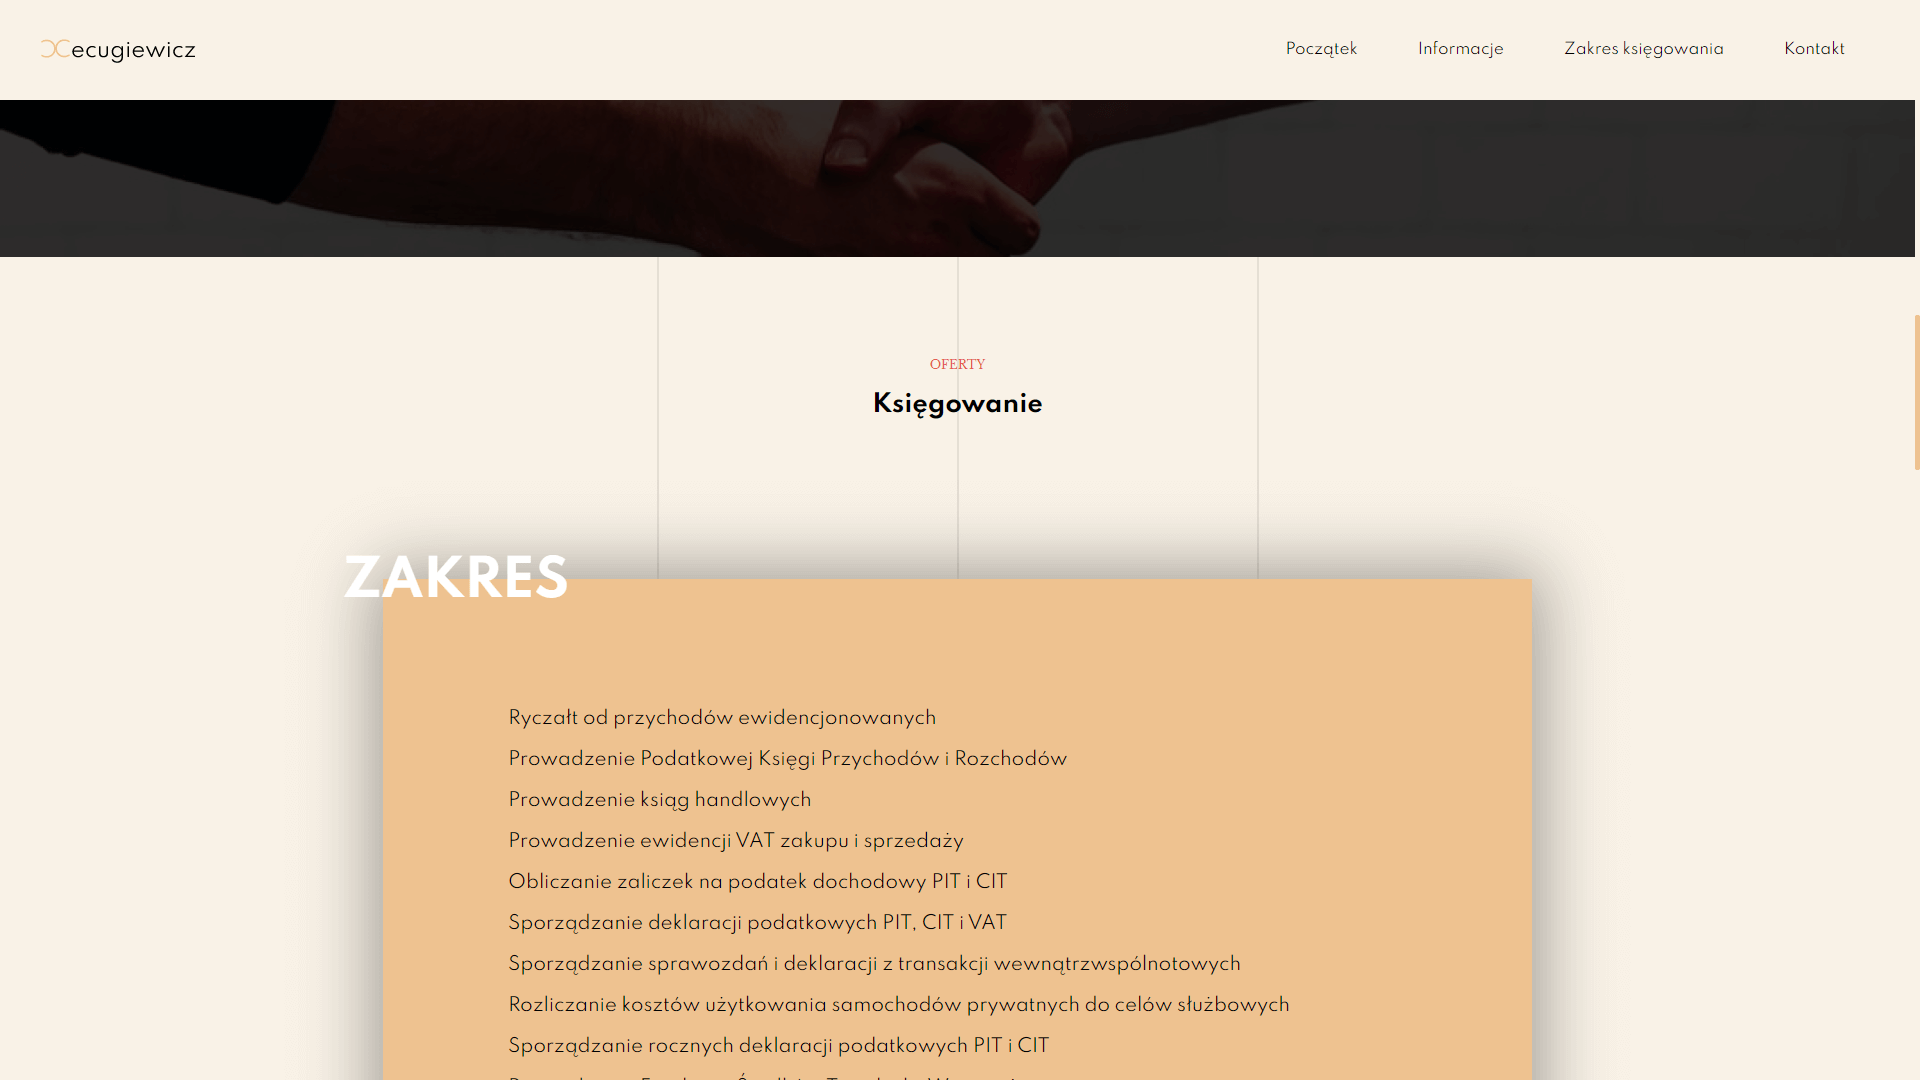 ecugiewicz
Początek
Informacje
Zakres księgowania
Kontakt
OFERTY
Księgowanie
ZAKRES
Ryczałt od przychodów ewidencjonowanych
Prowadzenie Podatkowej Księgi Przychodów i Rozchodów
Prowadzenie ksiąg handlowych
Prowadzenie ewidencji VAT zakupu i sprzedaży
Obliczanie zaliczek na podatek dochodowy PIT i CIT
Sporządzanie deklaracji podatkowych PIT, CIT i VAT
Sporządzanie sprawozdań i deklaracji z transakcji wewnątrzwspólnotowych
Rozliczanie kosztów użytkowania samochodów prywatnych do celów służbowych
Sporządzanie rocznych deklaracji podatkowych PIT i CIT